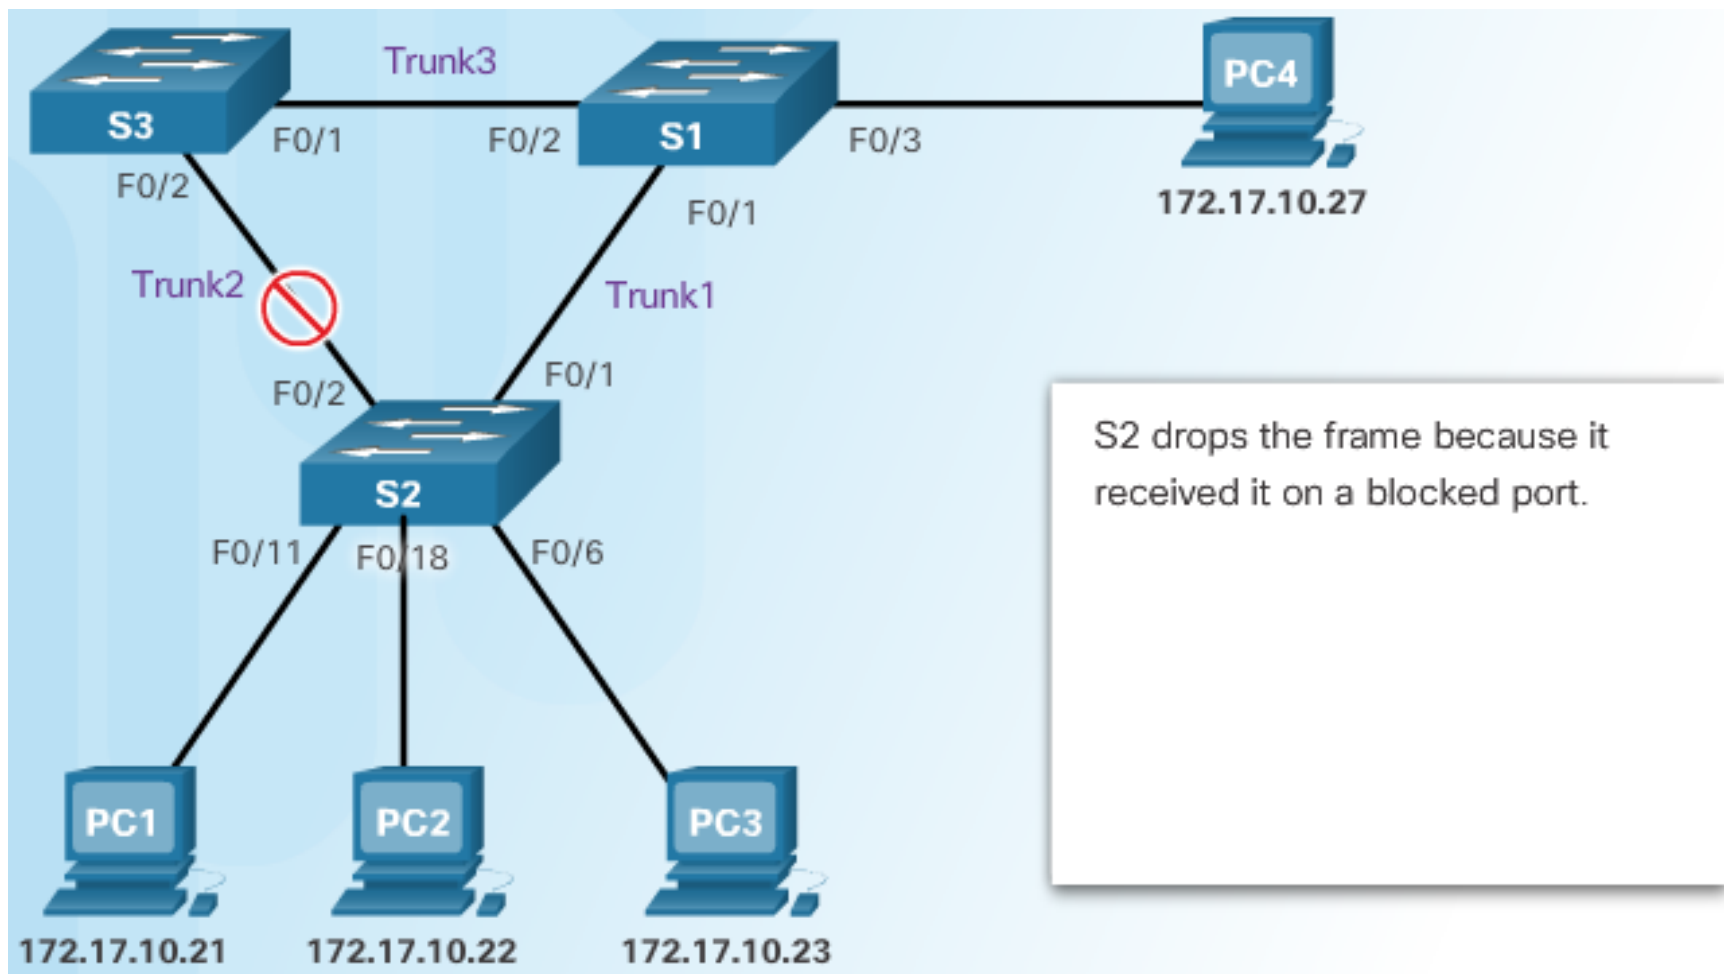 Trunk3
PC4
S3
F0/1
F0/2
S1
F0/3
F0/2
172.17.10.27
F0/1
Trunk2
Trunk1
F0/2
F0/1
S2 drops the frame because it
received it on a blocked port.
S2
F0/11
F0/18
F0/6
PC1
PC2
PC3
172.17.10.21
172.17.10.22
172.17.10.23